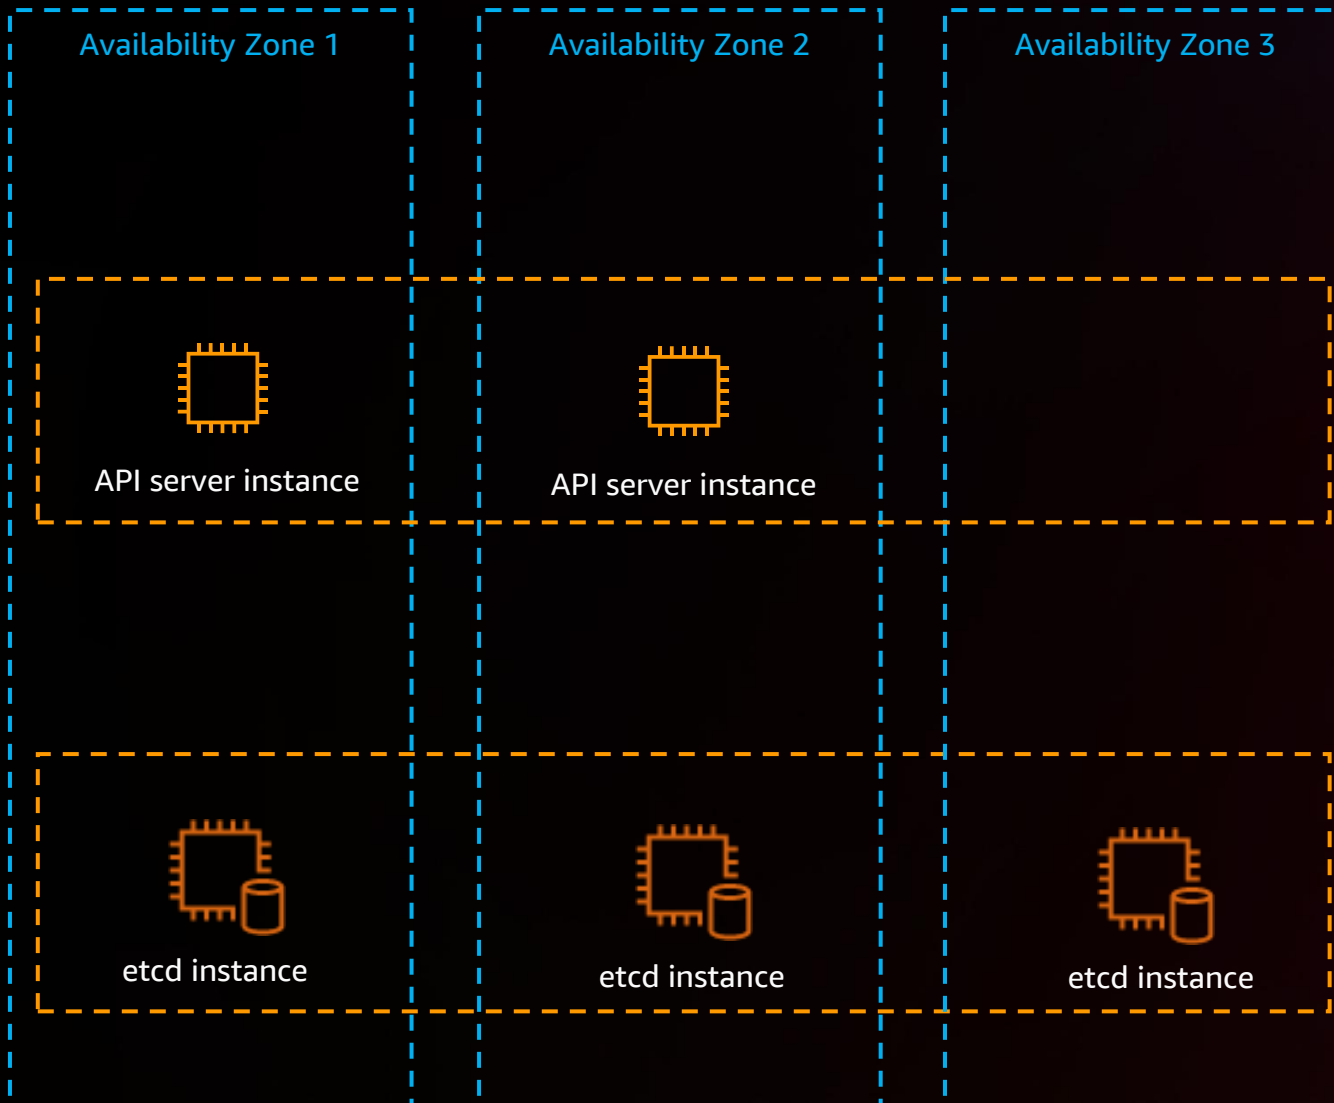 Availability Zone 1
Availability Zone 2
Availability Zone 3
API server instance
API server instance
etcd instance
etcd instance
etcd instance